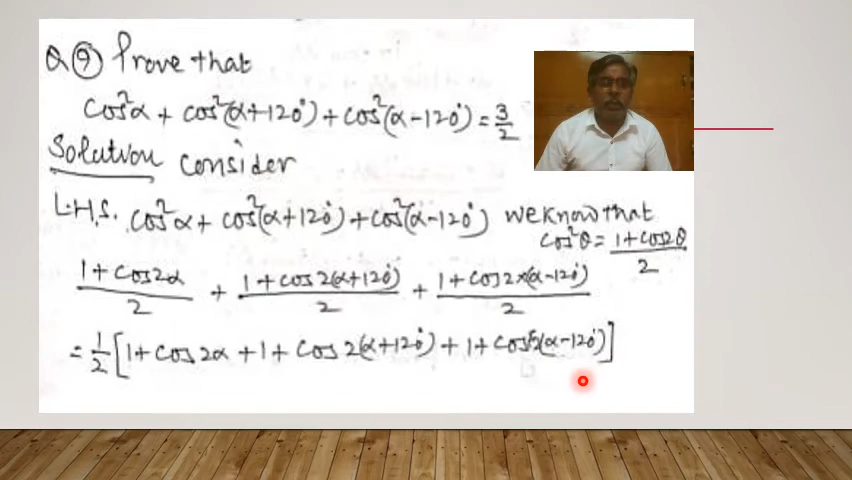 Q ⑨ Prove that
cos²α + cos²(α+120°) + cos²(α-120°) = 3/2
Solution consider
L.H.S. cos²α + cos²(α+120°) + cos²(α-120°) we know that
cos²θ = (1+cos2θ)/2
(1+cos2α)/2 + (1+cos2(α+120°))/2 + (1+cos2×(α-120°))/2
= 1/2 [1+cos2α + 1 + cos2(α+120°) + 1 + cos2(α-120°)]